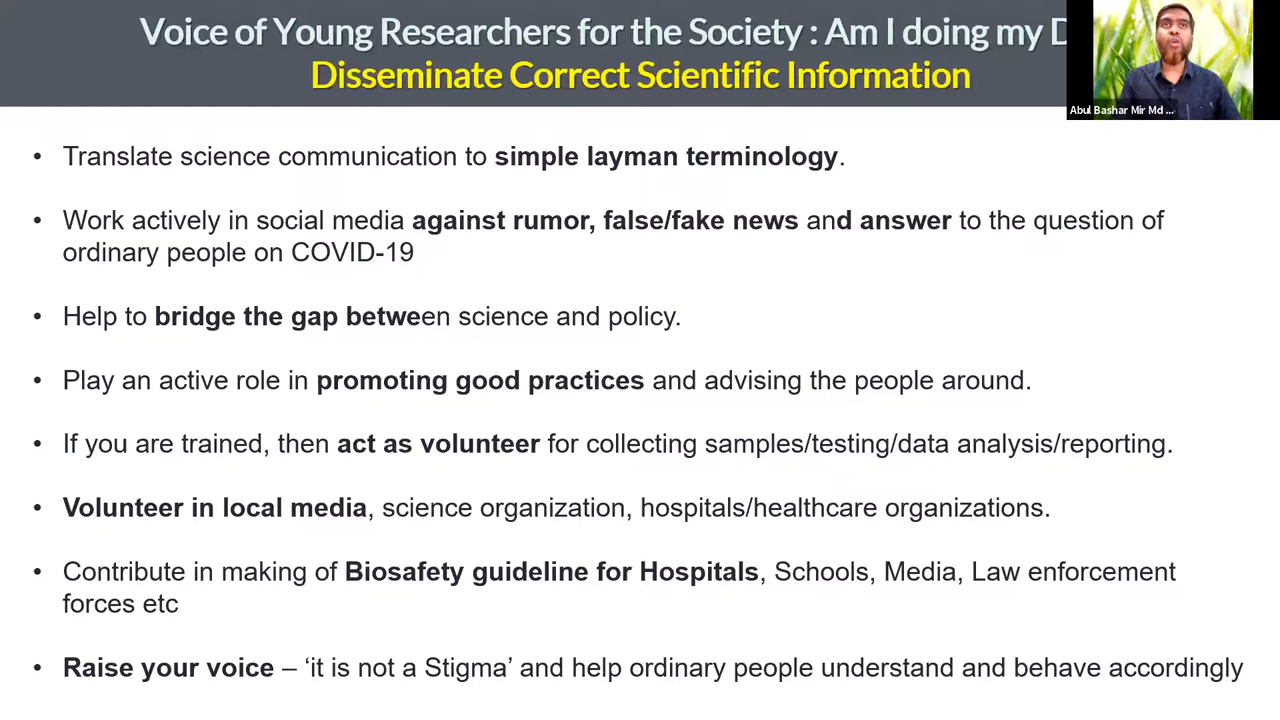 Voice of Young Researchers for the Society : Am I doing my
Disseminate Correct Scientific Information
Abul Bashar Mir Md ...
• Translate science communication to simple layman terminology.
• Work actively in social media against rumor, false/fake news and answer to the question of
ordinary people on COVID-19
• Help to bridge the gap between science and policy.
• Play an active role in promoting good practices and advising the people around.
• If you are trained, then act as volunteer for collecting samples/testing/data analysis/reporting.
• Volunteer in local media, science organization, hospitals/healthcare organizations.
• Contribute in making of Biosafety guideline for Hospitals, Schools, Media, Law enforcement
forces etc
• Raise your voice – ‘it is not a Stigma’ and help ordinary people understand and behave accordingly